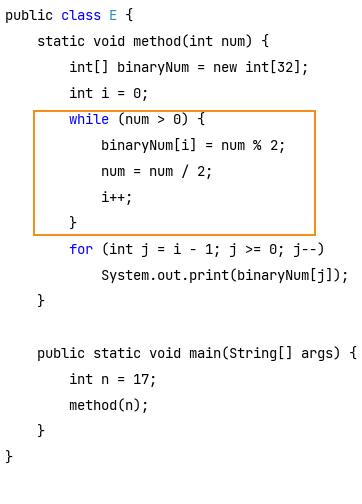 public class E {
    static void method(int num) {
        int[] binaryNum = new int[32];
        int i = 0;
        while (num > 0) {
            binaryNum[i] = num % 2;
            num = num / 2;
            i++;
        }
        for (int j = i - 1; j >= 0; j--)
            System.out.print(binaryNum[j]);
    }

    public static void main(String[] args) {
        int n = 17;
        method(n);
    }
}